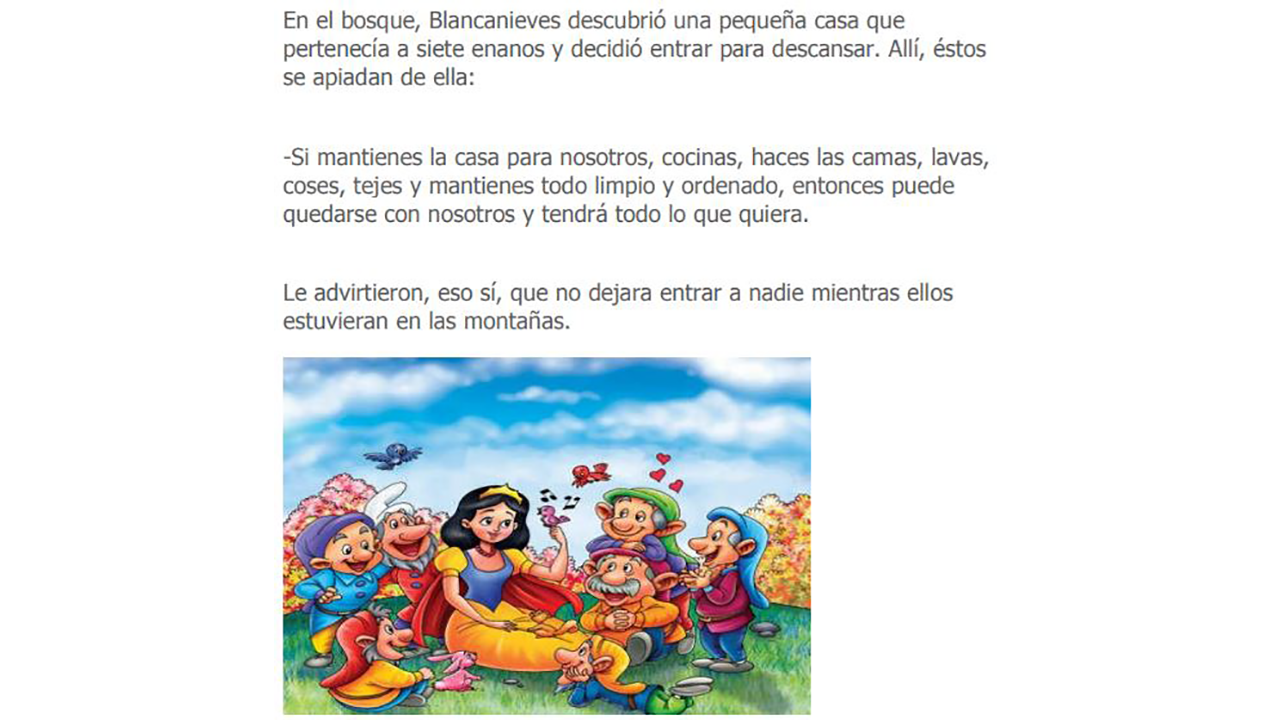 En el bosque, Blancanieves descubrió una pequeña casa que
pertenecía a siete enanos y decidió entrar para descansar. Allí, éstos
se apiadan de ella:
-Si mantienes la casa para nosotros, cocinas, haces las camas, lavas,
coses, tejes y mantienes todo limpio y ordenado, entonces puede
quedarse con nosotros y tendrá todo lo que quiera.
Le advirtieron, eso sí, que no dejara entrar a nadie mientras ellos
estuvieran en las montañas.